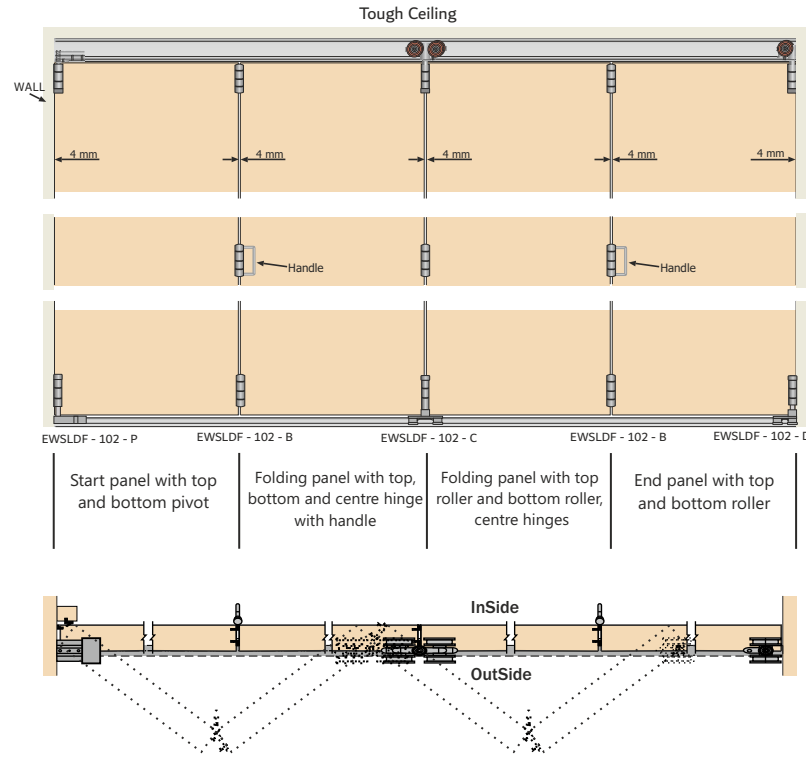 Tough Ceiling
WALL
4 mm
4 mm
4 mm
4 mm
4 mm
Handle
Handle
EWSLDF - 102 - P
EWSLDF - 102 - B
EWSLDF - 102 - C
EWSLDF - 102 - B
EWSLDF - 102 - D
Start panel with top
and bottom pivot
Folding panel with top,
bottom and centre hinge
with handle
Folding panel with top
roller and bottom roller,
centre hinges
End panel with top
and bottom roller
InSide
OutSide